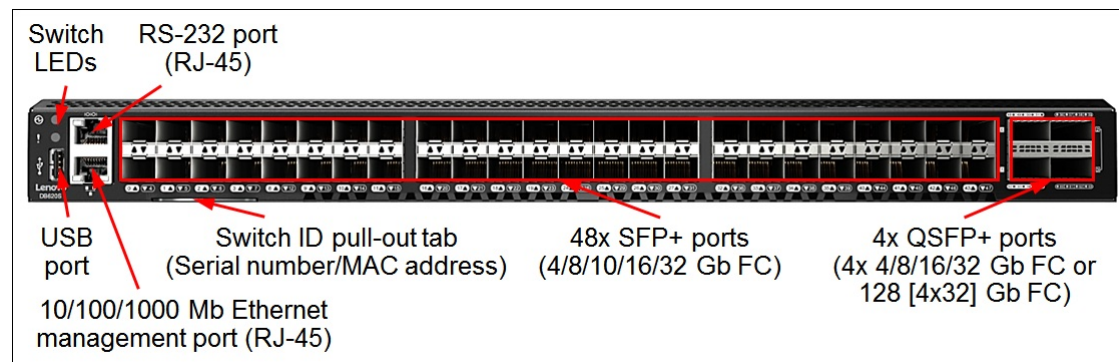 Switch LEDs
RS-232 port (RJ-45)
Lenovo
DB620S
USB port
10/100/1000 Mb Ethernet management port (RJ-45)
Switch ID pull-out tab (Serial number/MAC address)
48x SFP+ ports (4/8/10/16/32 Gb FC)
4x QSFP+ ports (4x 4/8/16/32 Gb FC or 128 [4x32] Gb FC)